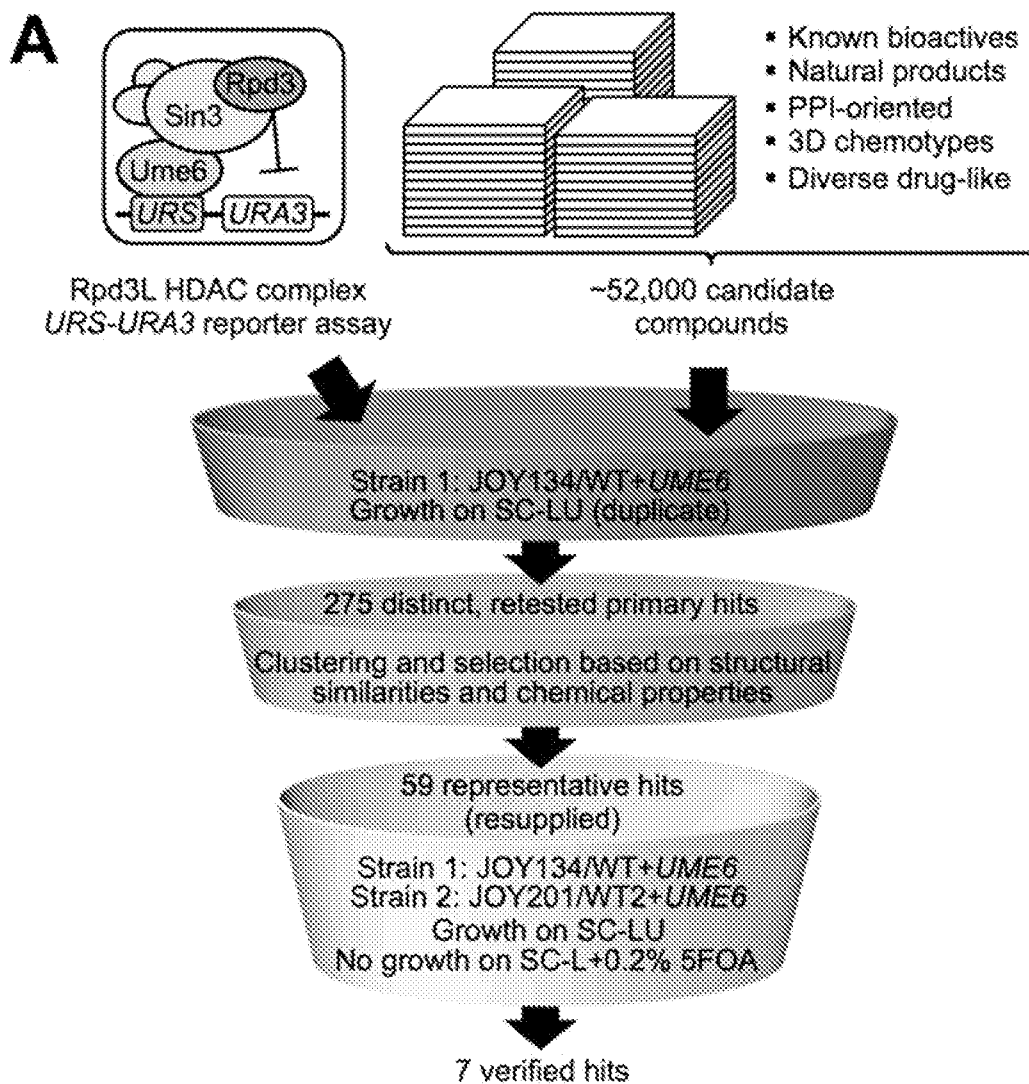 A
Rpd3
Sin3
Ume6
URS
URA3
▪ Known bioactives
▪ Natural products
▪ PPI-oriented
▪ 3D chemotypes
▪ Diverse drug-like
Rpd3L HDAC complex
URS-URA3 reporter assay
~52,000 candidate
compounds
Strain 1: JOY134/WT+UME6
Growth on SC-LU (duplicate)
275 distinct, retested primary hits
Clustering and selection based on structural
similarities and chemical properties
59 representative hits
(resupplied)
Strain 1: JOY134/WT+UME6
Strain 2: JOY201/WT2+UME6
Growth on SC-LU
No growth on SC-L+0.2% 5FOA
7 verified hits